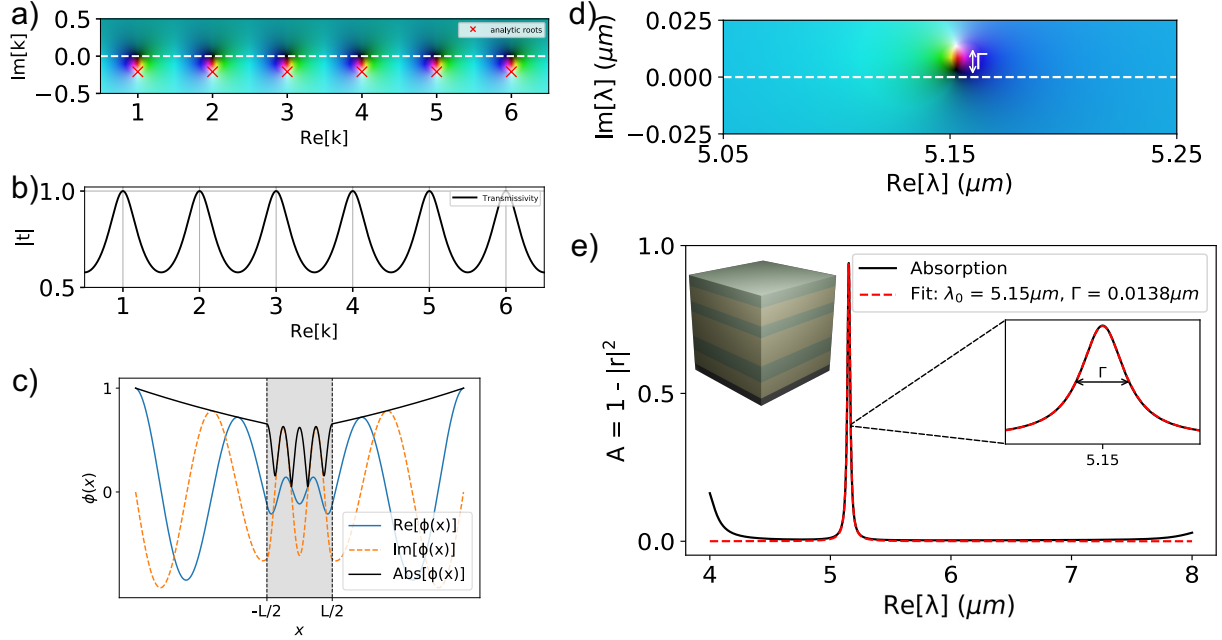 a)
0.5
0.0
−0.5
Im[k]
analytic roots
1 2 3 4 5 6
Re[k]
b)
1.0
0.5
|t|
Transmissivity
1 2 3 4 5 6
Re[k]
c)
1
0
ϕ(x)
Re[ϕ(x)]
Im[ϕ(x)]
Abs[ϕ(x)]
-L/2 L/2
x
d)
0.025
0.000
−0.025
Im[λ] (μm)
Γ
5.05 5.15 5.25
Re[λ] (μm)
e)
1.0
0.5
0.0
A = 1 - |r|²
Absorption
Fit: λ₀ = 5.15μm, Γ = 0.0138μm
Γ
5.15
4 5 6 7 8
Re[λ] (μm)